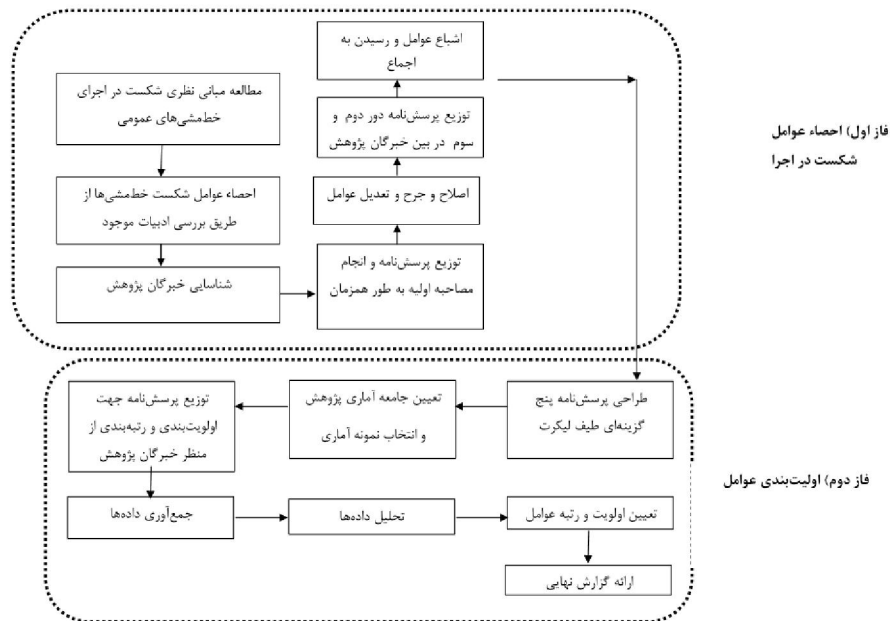 فاز اول) احصاء عوامل
شکست در اجرا
مطالعه مبانی نظری شکست در اجرای
خط‌مشی‌های عمومی
احصاء عوامل شکست خط‌مشی‌ها از
طریق بررسی ادبیات موجود
شناسایی خبرگان پژوهش
توزیع پرسش‌نامه و انجام
مصاحبه اولیه به طور همزمان
اصلاح و جرح و تعدیل عوامل
توزیع پرسش‌نامه دور دوم و
سوم در بین خبرگان پژوهش
اشباع عوامل و رسیدن به
اجماع
فاز دوم) اولیت‌بندی عوامل
طراحی پرسش‌نامه پنج
گزینه‌ای طیف لیکرت
تعیین جامعه آماری پژوهش
و انتخاب نمونه آماری
توزیع پرسش‌نامه جهت
اولویت‌بندی و رتبه‌بندی از
منظر خبرگان پژوهش
جمع‌آوری داده‌ها
تحلیل داده‌ها
تعیین اولویت و رتبه عوامل
ارائه گزارش نهایی